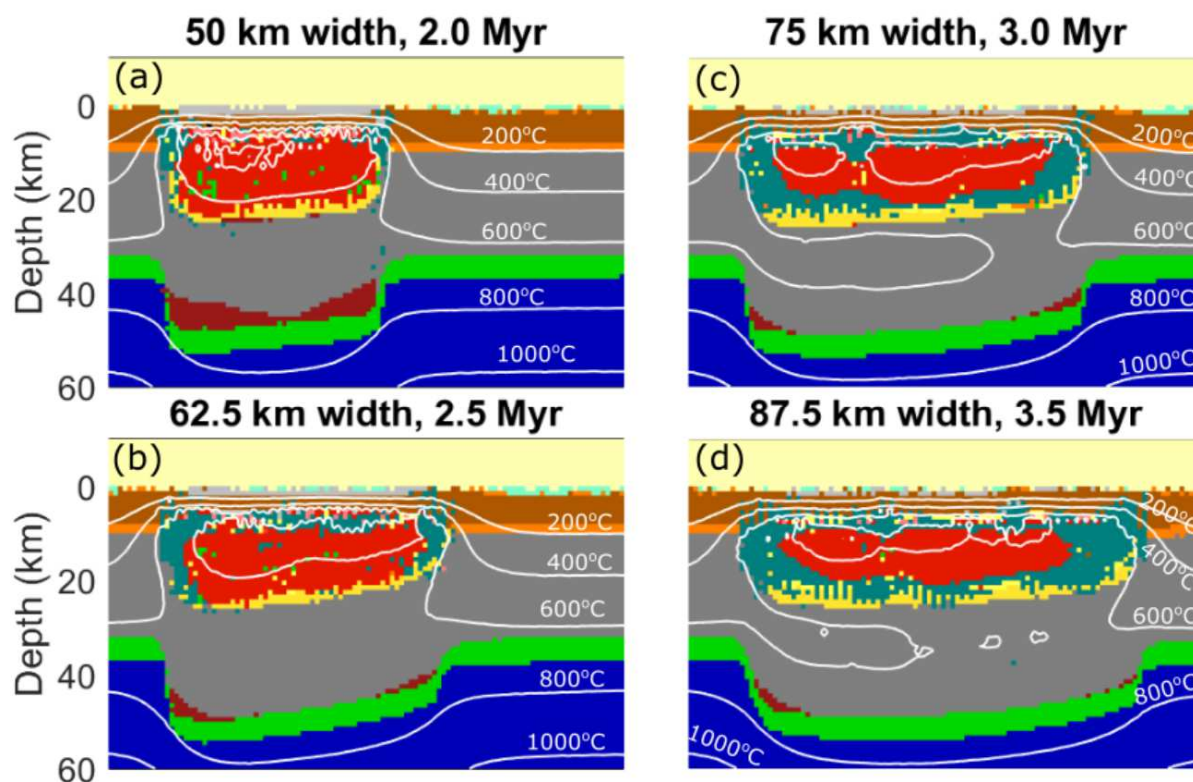 50 km width, 2.0 Myr
(a)
0
20
40
60
Depth (km)
200°C
400°C
600°C
800°C
1000°C
75 km width, 3.0 Myr
(c)
200°C
400°C
600°C
800°C
1000°C
62.5 km width, 2.5 Myr
(b)
0
20
40
60
Depth (km)
200°C
400°C
600°C
800°C
1000°C
87.5 km width, 3.5 Myr
(d)
200°C
400°C
600°C
800°C
1000°C